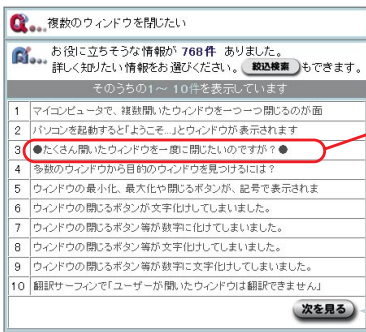 Q... 複数のウィンドウを閉じたい
A... お役に立ちそうな情報が 768件 ありました。
詳しく知りたい情報をお選びください。 絞込検索 もできます。
そのうちの1～ 10件を表示しています
1 マイコンピュータで、複数開いたウィンドウを一つ一つ閉じるのが面
2 パソコンを起動すると「ようこそ...」とウィンドウが表示されます
3 ●たくさん開いたウィンドウを一度に閉じたいのですが？●
4 多数のウィンドウから目的のウィンドウを見つけるには？
5 ウィンドウの最小化、最大化や閉じるボタンが、記号で表示されま
6 ウィンドウの閉じるボタンが文字化けしてしまいました。
7 ウィンドウの閉じるボタン等が数字に化けてしまいました。
8 ウィンドウの閉じるボタン等が文字化けしてしまいました。
9 ウィンドウの閉じるボタン等が数字に文字化けしてしまいました。
10 翻訳サーフィンで「ユーザーが開いたウィンドウは翻訳できません」
次を見る